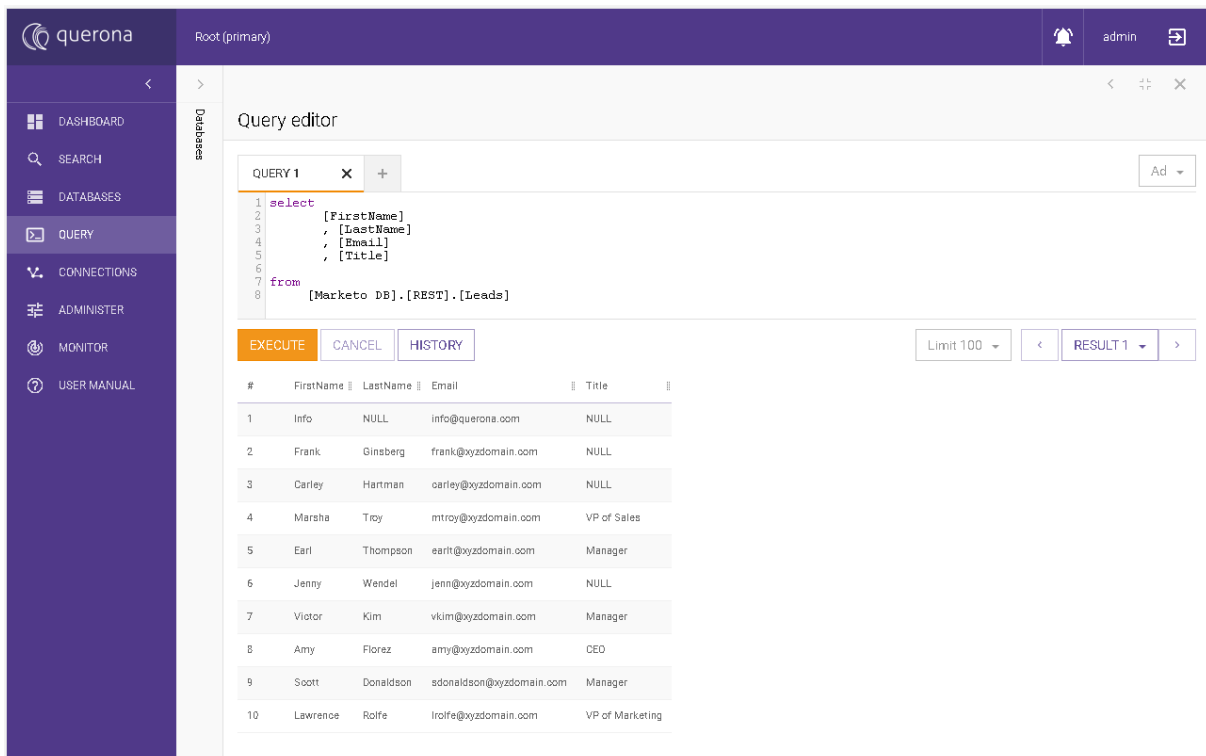 querona
Root (primary)
admin
DASHBOARD
SEARCH
DATABASES
QUERY
CONNECTIONS
ADMINISTER
MONITOR
USER MANUAL
Databases
Query editor
QUERY 1
+
Ad
1 select
2 [FirstName]
3 , [LastName]
4 , [Email]
5 , [Title]
6
7 from
8 [Marketo DB].[REST].[Leads]
EXECUTE CANCEL HISTORY Limit 100 RESULT 1
# FirstName LastName Email Title
1 Info NULL info@querona.com NULL
2 Frank Ginsberg frank@xyzdomain.com NULL
3 Carley Hartman carley@xyzdomain.com NULL
4 Marsha Troy mtroy@xyzdomain.com VP of Sales
5 Earl Thompson earlt@xyzdomain.com Manager
6 Jenny Wendel jenn@xyzdomain.com NULL
7 Victor Kim vkim@xyzdomain.com Manager
8 Amy Florez amy@xyzdomain.com CEO
9 Scott Donaldson sdonaldson@xyzdomain.com Manager
10 Lawrence Rolfe lrolfe@xyzdomain.com VP of Marketing